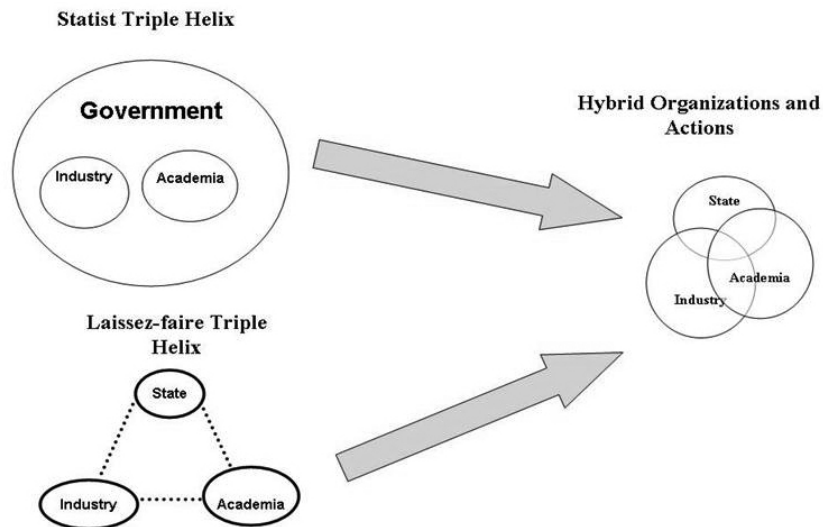 Statist Triple Helix
Government
Industry
Academia
Laissez-faire Triple
Helix
State
Industry
Academia
Hybrid Organizations and
Actions
State
Academia
Industry